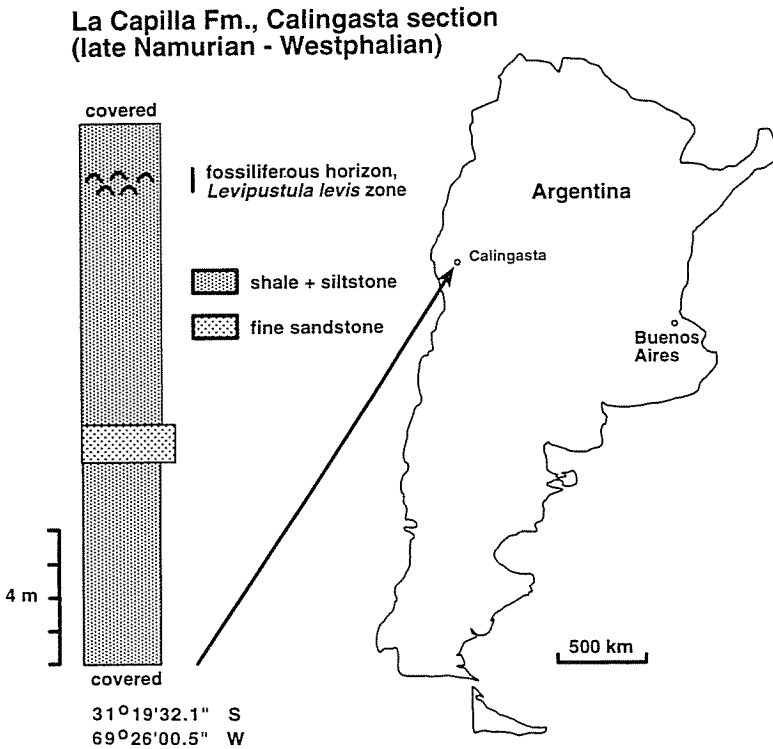 La Capilla Fm., Calingasta section
(late Namurian - Westphalian)
covered
fossiliferous horizon,
Levipustula levis zone
shale + siltstone
fine sandstone
4 m
covered
31°19'32.1" S
69°26'00.5" W
Argentina
Calingasta
Buenos
Aires
500 km